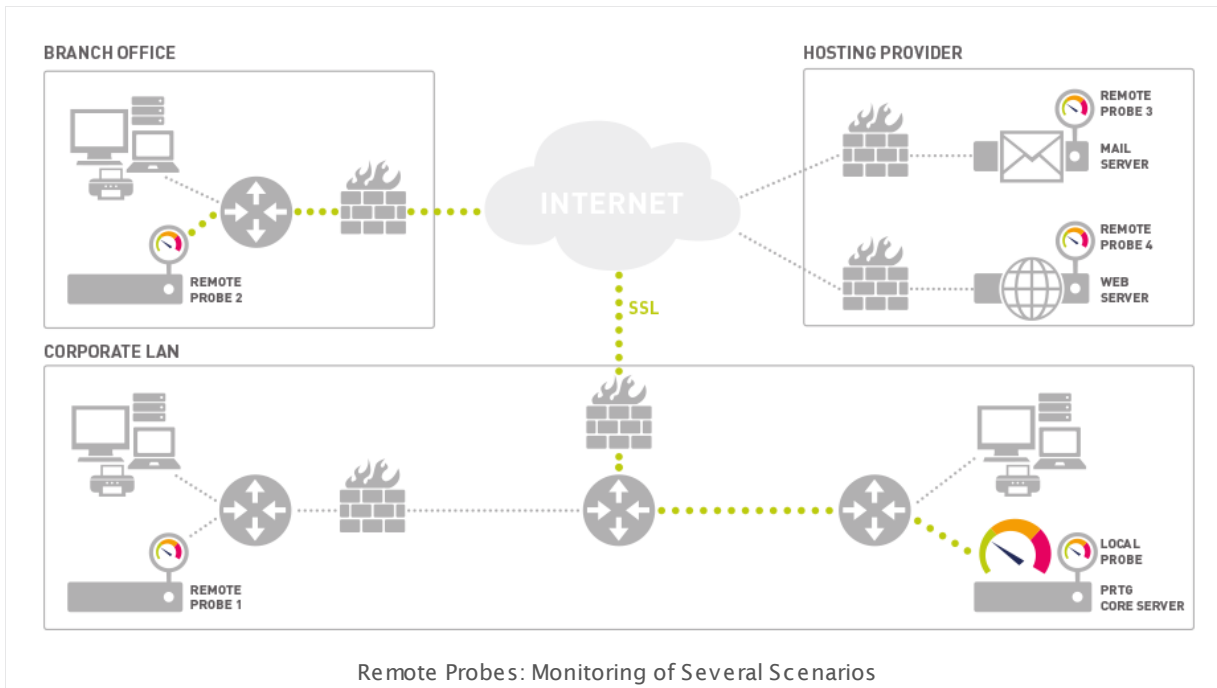 BRANCH OFFICE
HOSTING PROVIDER
REMOTE
PROBE 3
MAIL
SERVER
INTERNET
REMOTE
PROBE 4
REMOTE
PROBE 2
WEB
SERVER
SSL
CORPORATE LAN
LOCAL
PROBE
REMOTE
PROBE 1
PRTG
CORE SERVER
Remote Probes: Monitoring of Several Scenarios